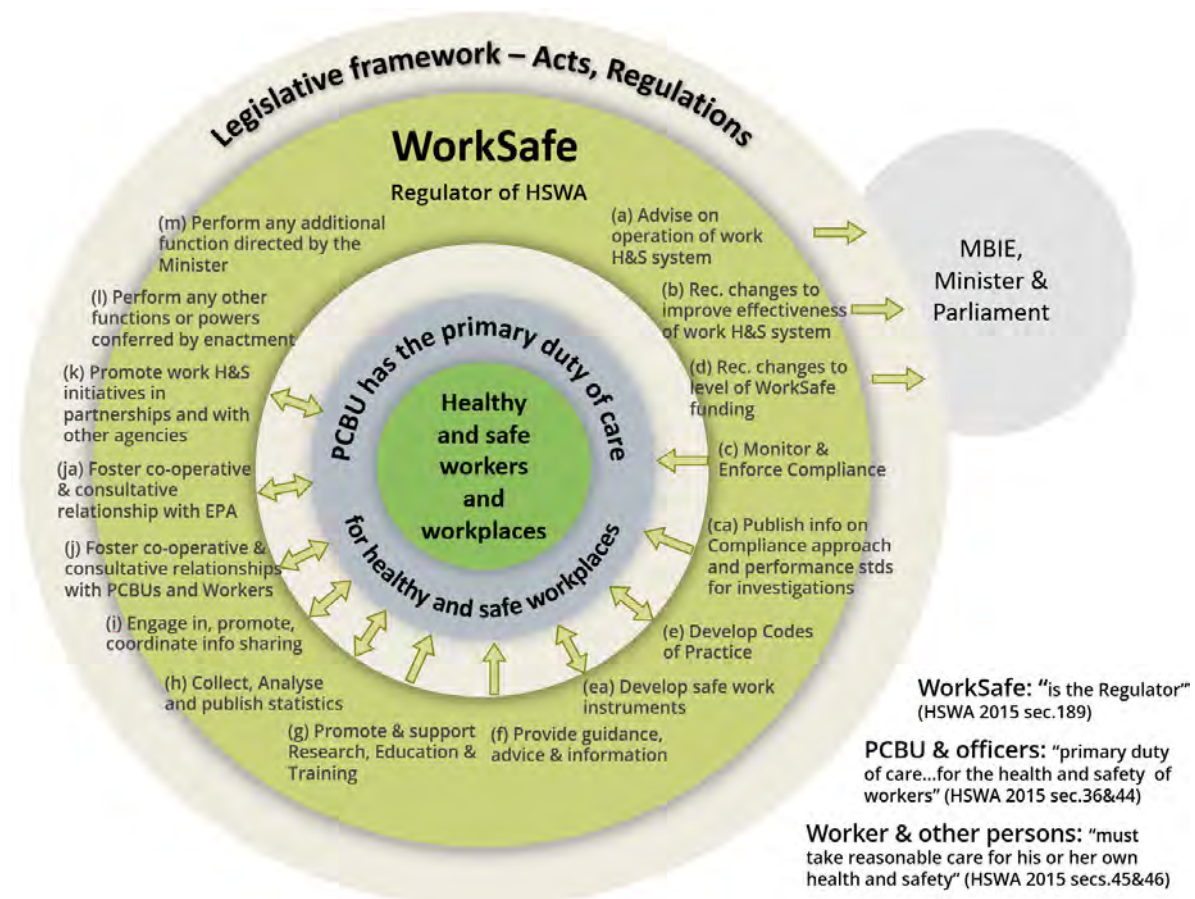 Legislative framework – Acts, Regulations
WorkSafe
Regulator of HSWA
(m) Perform any additional
function directed by the
Minister
(l) Perform any other
functions or powers
conferred by enactment
(k) Promote work H&S
initiatives in
partnerships and with
other agencies
(ja) Foster co-operative
& consultative
relationship with EPA
(j) Foster co-operative &
consultative relationships
with PCBUs and Workers
(i) Engage in, promote,
coordinate info sharing
(h) Collect, Analyse
and publish statistics
(g) Promote & support
Research, Education &
Training
(f) Provide guidance,
advice & information
(ea) Develop safe work
instruments
(e) Develop Codes
of Practice
(ca) Publish info on
Compliance approach
and performance stds
for investigations
(c) Monitor &
Enforce Compliance
(d) Rec. changes to
level of WorkSafe
funding
(b) Rec. changes to
improve effectiveness
of work H&S system
(a) Advise on
operation of work
H&S system
MBIE,
Minister &
Parliament
PCBU has the primary duty of care
for healthy and safe workplaces
Healthy
and safe
workers
and
workplaces
WorkSafe: “is the Regulator”
(HSWA 2015 sec.189)
PCBU & officers: “primary duty
of care...for the health and safety of
workers” (HSWA 2015 sec.36&44)
Worker & other persons: “must
take reasonable care for his or her own
health and safety” (HSWA 2015 secs.45&46)